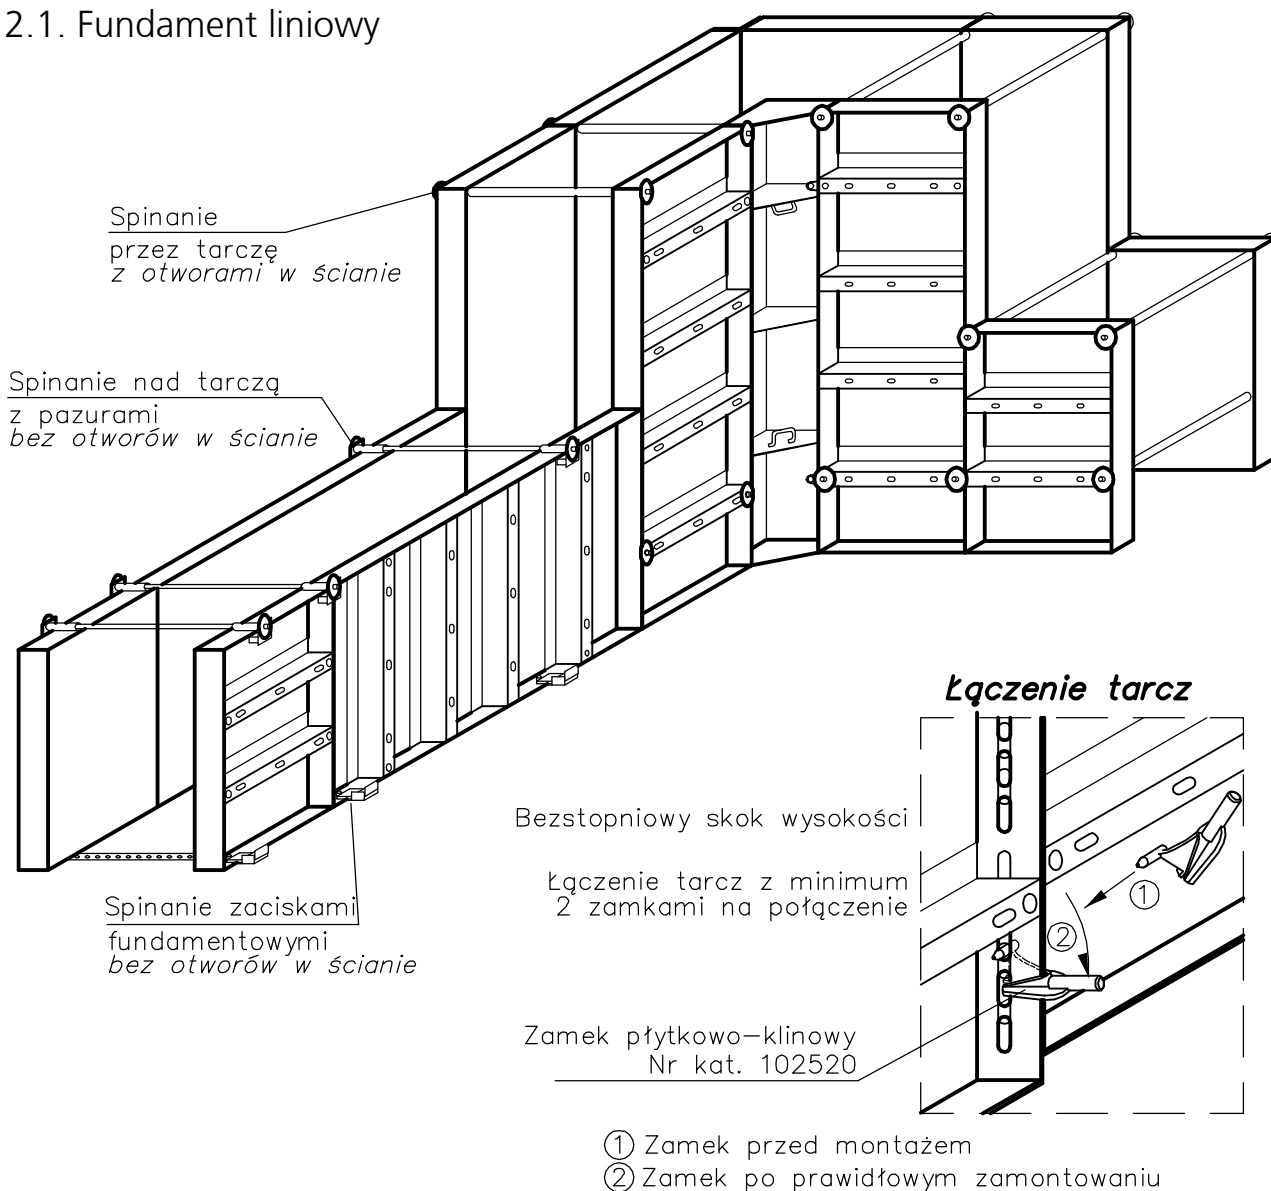 2.1. Fundament liniowy
Spinanie
przez tarczę
z otworami w ścianie
Spinanie nad tarczą
z pazurami
bez otworów w ścianie
Spinanie zaciskami
fundamentowymi
bez otworów w ścianie
Łączenie tarcz
Bezstopniowy skok wysokości
Łączenie tarcz z minimum
2 zamkami na połączenie
1
2
Zamek płytkowo–klinowy
Nr kat. 102520
1 Zamek przed montażem
2 Zamek po prawidłowym zamontowaniu